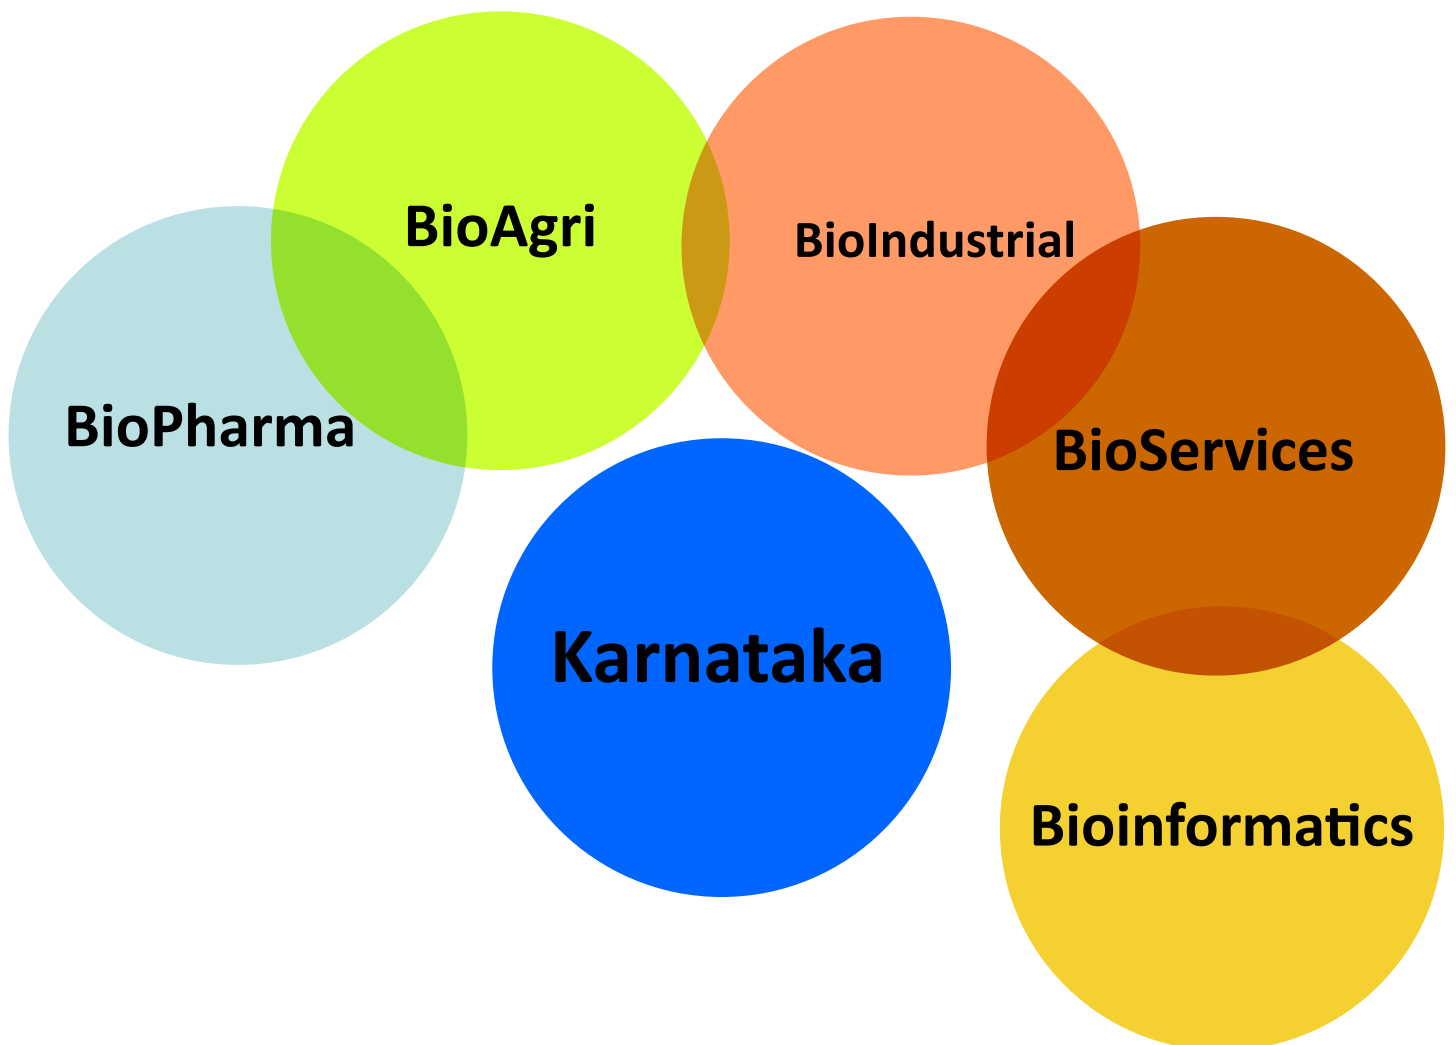 BioAgri
BioIndustrial
BioPharma
BioServices
Karnataka
Bioinformatics